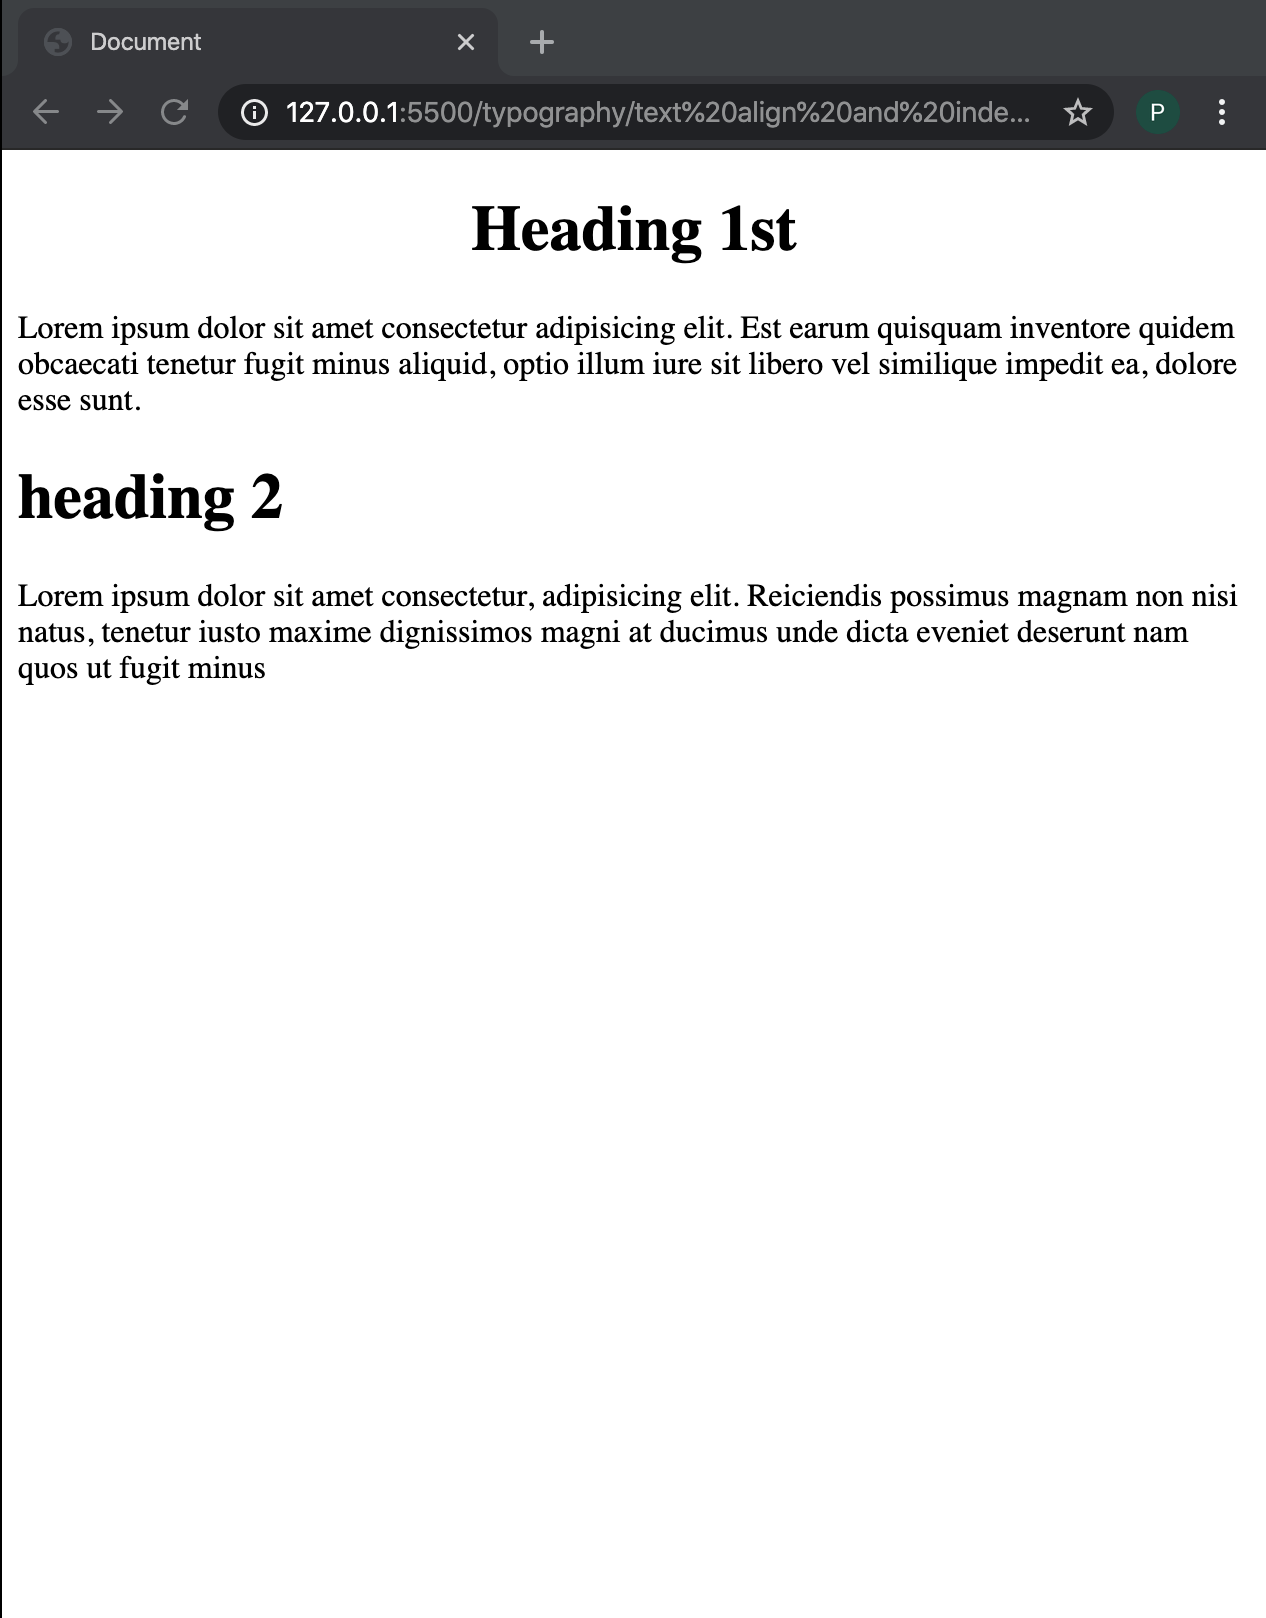 Document
127.0.0.1:5500/typography/text%20align%20and%20inde...
P
Heading 1st
Lorem ipsum dolor sit amet consectetur adipisicing elit. Est earum quisquam inventore quidem
obcaecati tenetur fugit minus aliquid, optio illum iure sit libero vel similique impedit ea, dolore
esse sunt.
heading 2
Lorem ipsum dolor sit amet consectetur, adipisicing elit. Reiciendis possimus magnam non nisi
natus, tenetur iusto maxime dignissimos magni at ducimus unde dicta eveniet deserunt nam
quos ut fugit minus